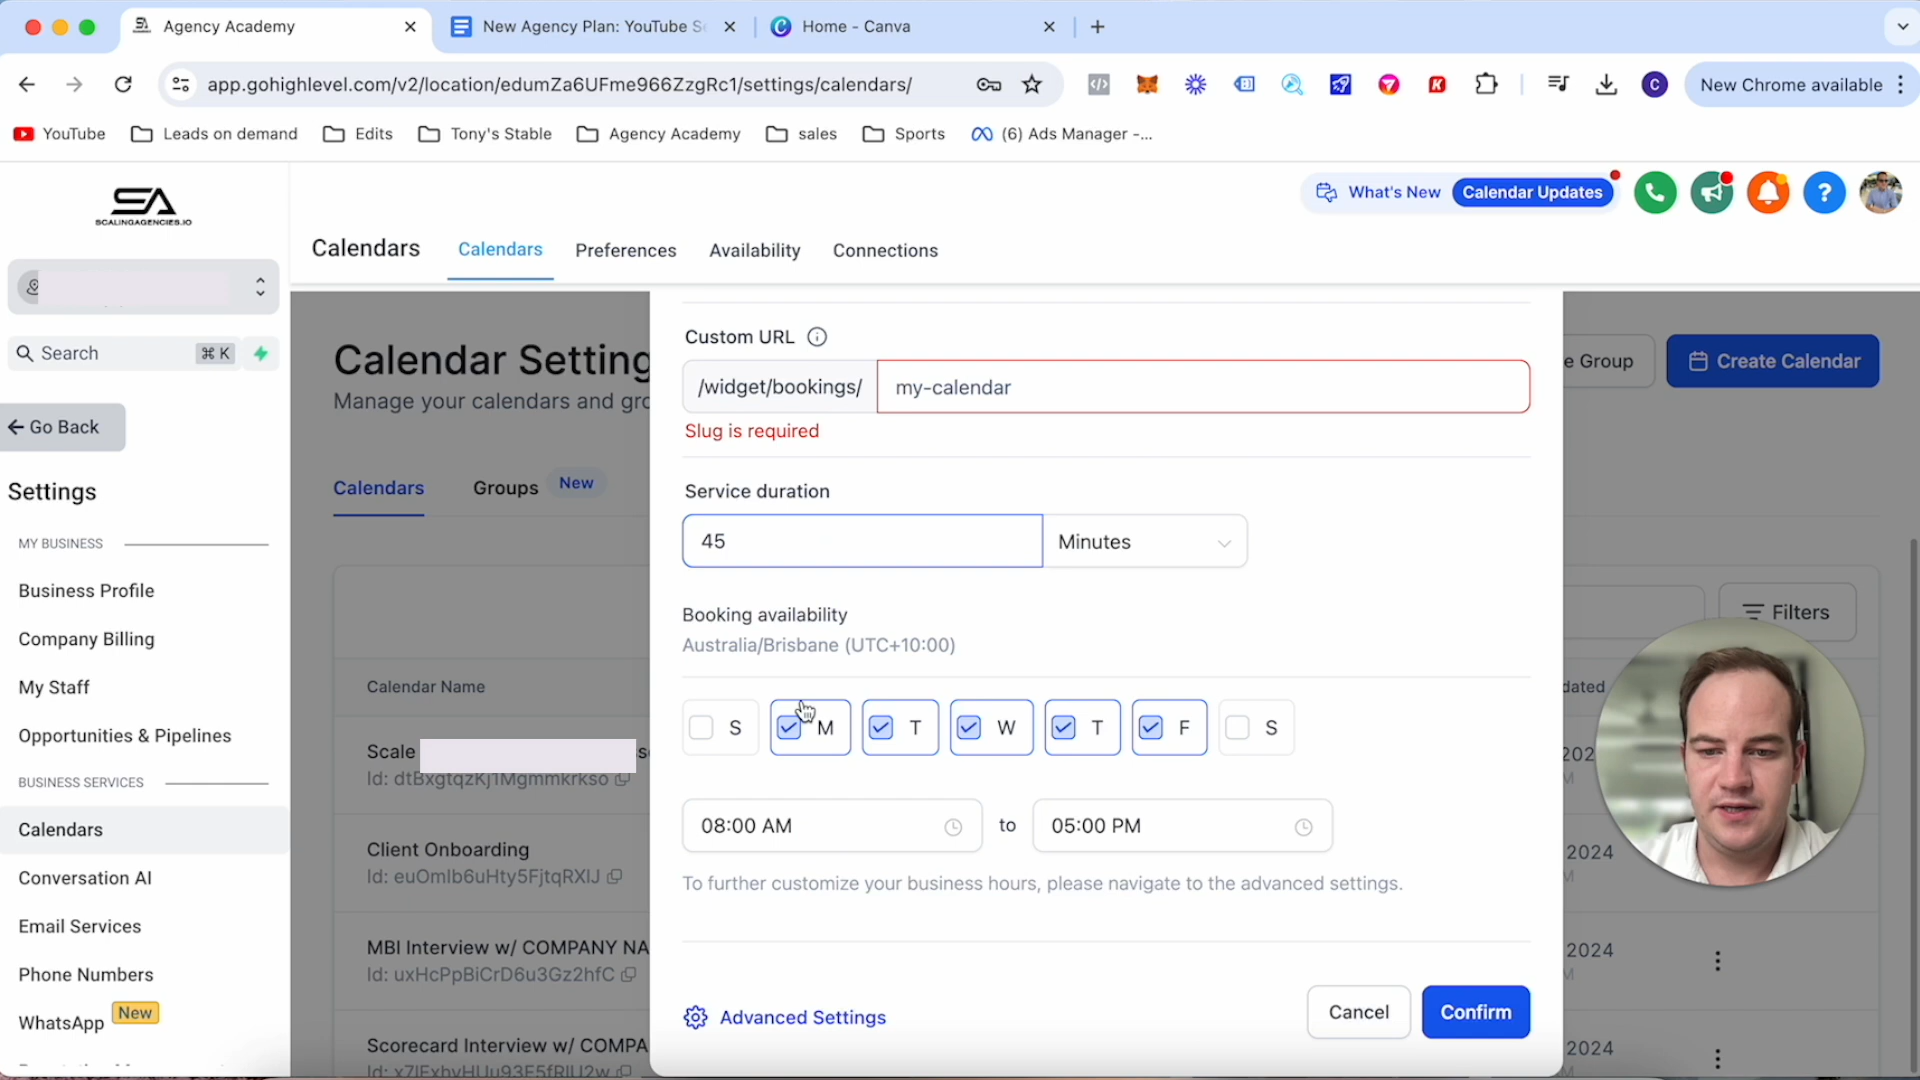 Agency Academy
New Agency Plan: YouTube Se
Home - Canva
app.gohighlevel.com/v2/location/edumZa6UFme966ZzgRc1/settings/calendars/
New Chrome available
YouTube
Leads on demand
Edits
Tony's Stable
Agency Academy
sales
Sports
(6) Ads Manager -...
SA
SCALINGAGENCIES.IO
What's New
Calendar Updates
Calendars
Calendars
Preferences
Availability
Connections
Search
⌘ K
Go Back
Settings
MY BUSINESS
Business Profile
Company Billing
My Staff
Opportunities & Pipelines
BUSINESS SERVICES
Calendars
Conversation AI
Email Services
Phone Numbers
WhatsApp
New
Calendar Setting
Manage your calendars and gro
e Group
Create Calendar
Calendars
Groups
New
Filters
Calendar Name
dated
Scale
Id: dtBxgtqzKj1Mgmmkrkso
202
Client Onboarding
Id: euOmIb6uHty5FjtqRXIJ
2024
MBI Interview w/ COMPANY NA
Id: uxHcPpBiCrD6u3Gz2hfC
2024
Scorecard Interview w/ COMPA
2024
Custom URL
/widget/bookings/
my-calendar
Slug is required
Service duration
45
Minutes
Booking availability
Australia/Brisbane (UTC+10:00)
S
M
T
W
T
F
S
08:00 AM
to
05:00 PM
To further customize your business hours, please navigate to the advanced settings.
Advanced Settings
Cancel
Confirm